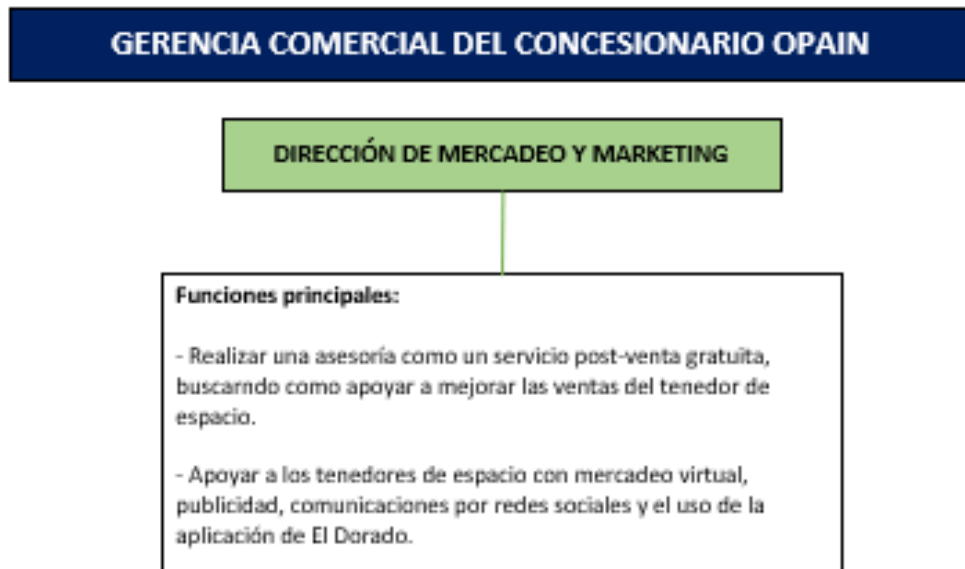 GERENCIA COMERCIAL DEL CONCESIONARIO OPAIN
DIRECCIÓN DE MERCADEO Y MARKETING
Funciones principales:
- Realizar una asesoría como un servicio post-venta gratuita,
buscarndo como apoyar a mejorar las ventas del tenedor de
espacio.
- Apoyar a los tenedores de espacio con mercadeo virtual,
publicidad, comunicaciones por redes sociales y el uso de la
aplicación de El Dorado.